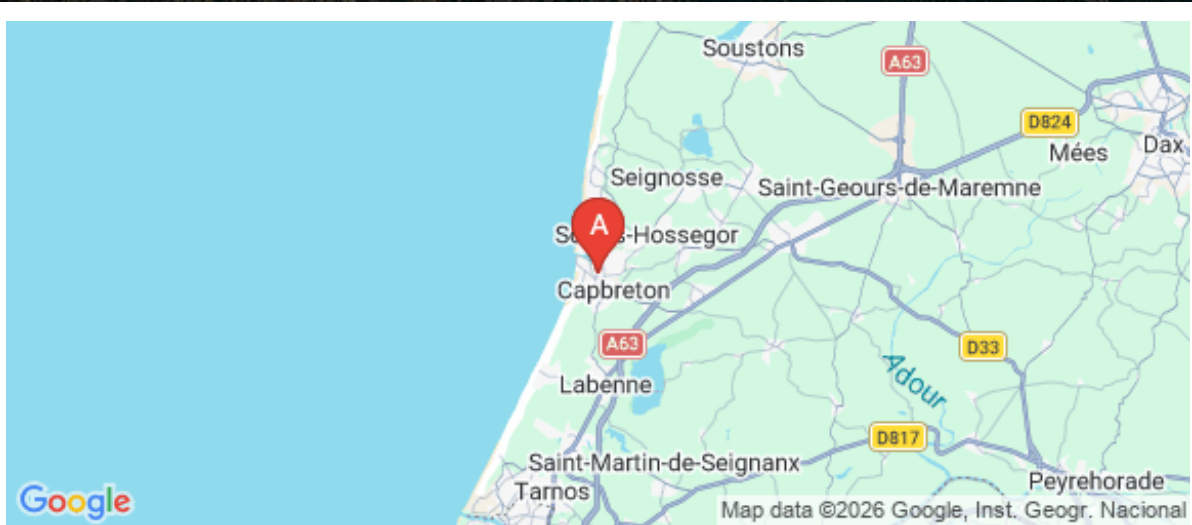 Soustons
A63
D824
Mées
Dax
Seignosse
Saint-Geours-de-Maremne
A
-Hossegor
Capbreton
A63
D33
Labenne
Adour
D817
Saint-Martin-de-Seignanx
Tarnos
Peyrehorade
Google
Map data ©2026 Google, Inst. Geogr. Nacional